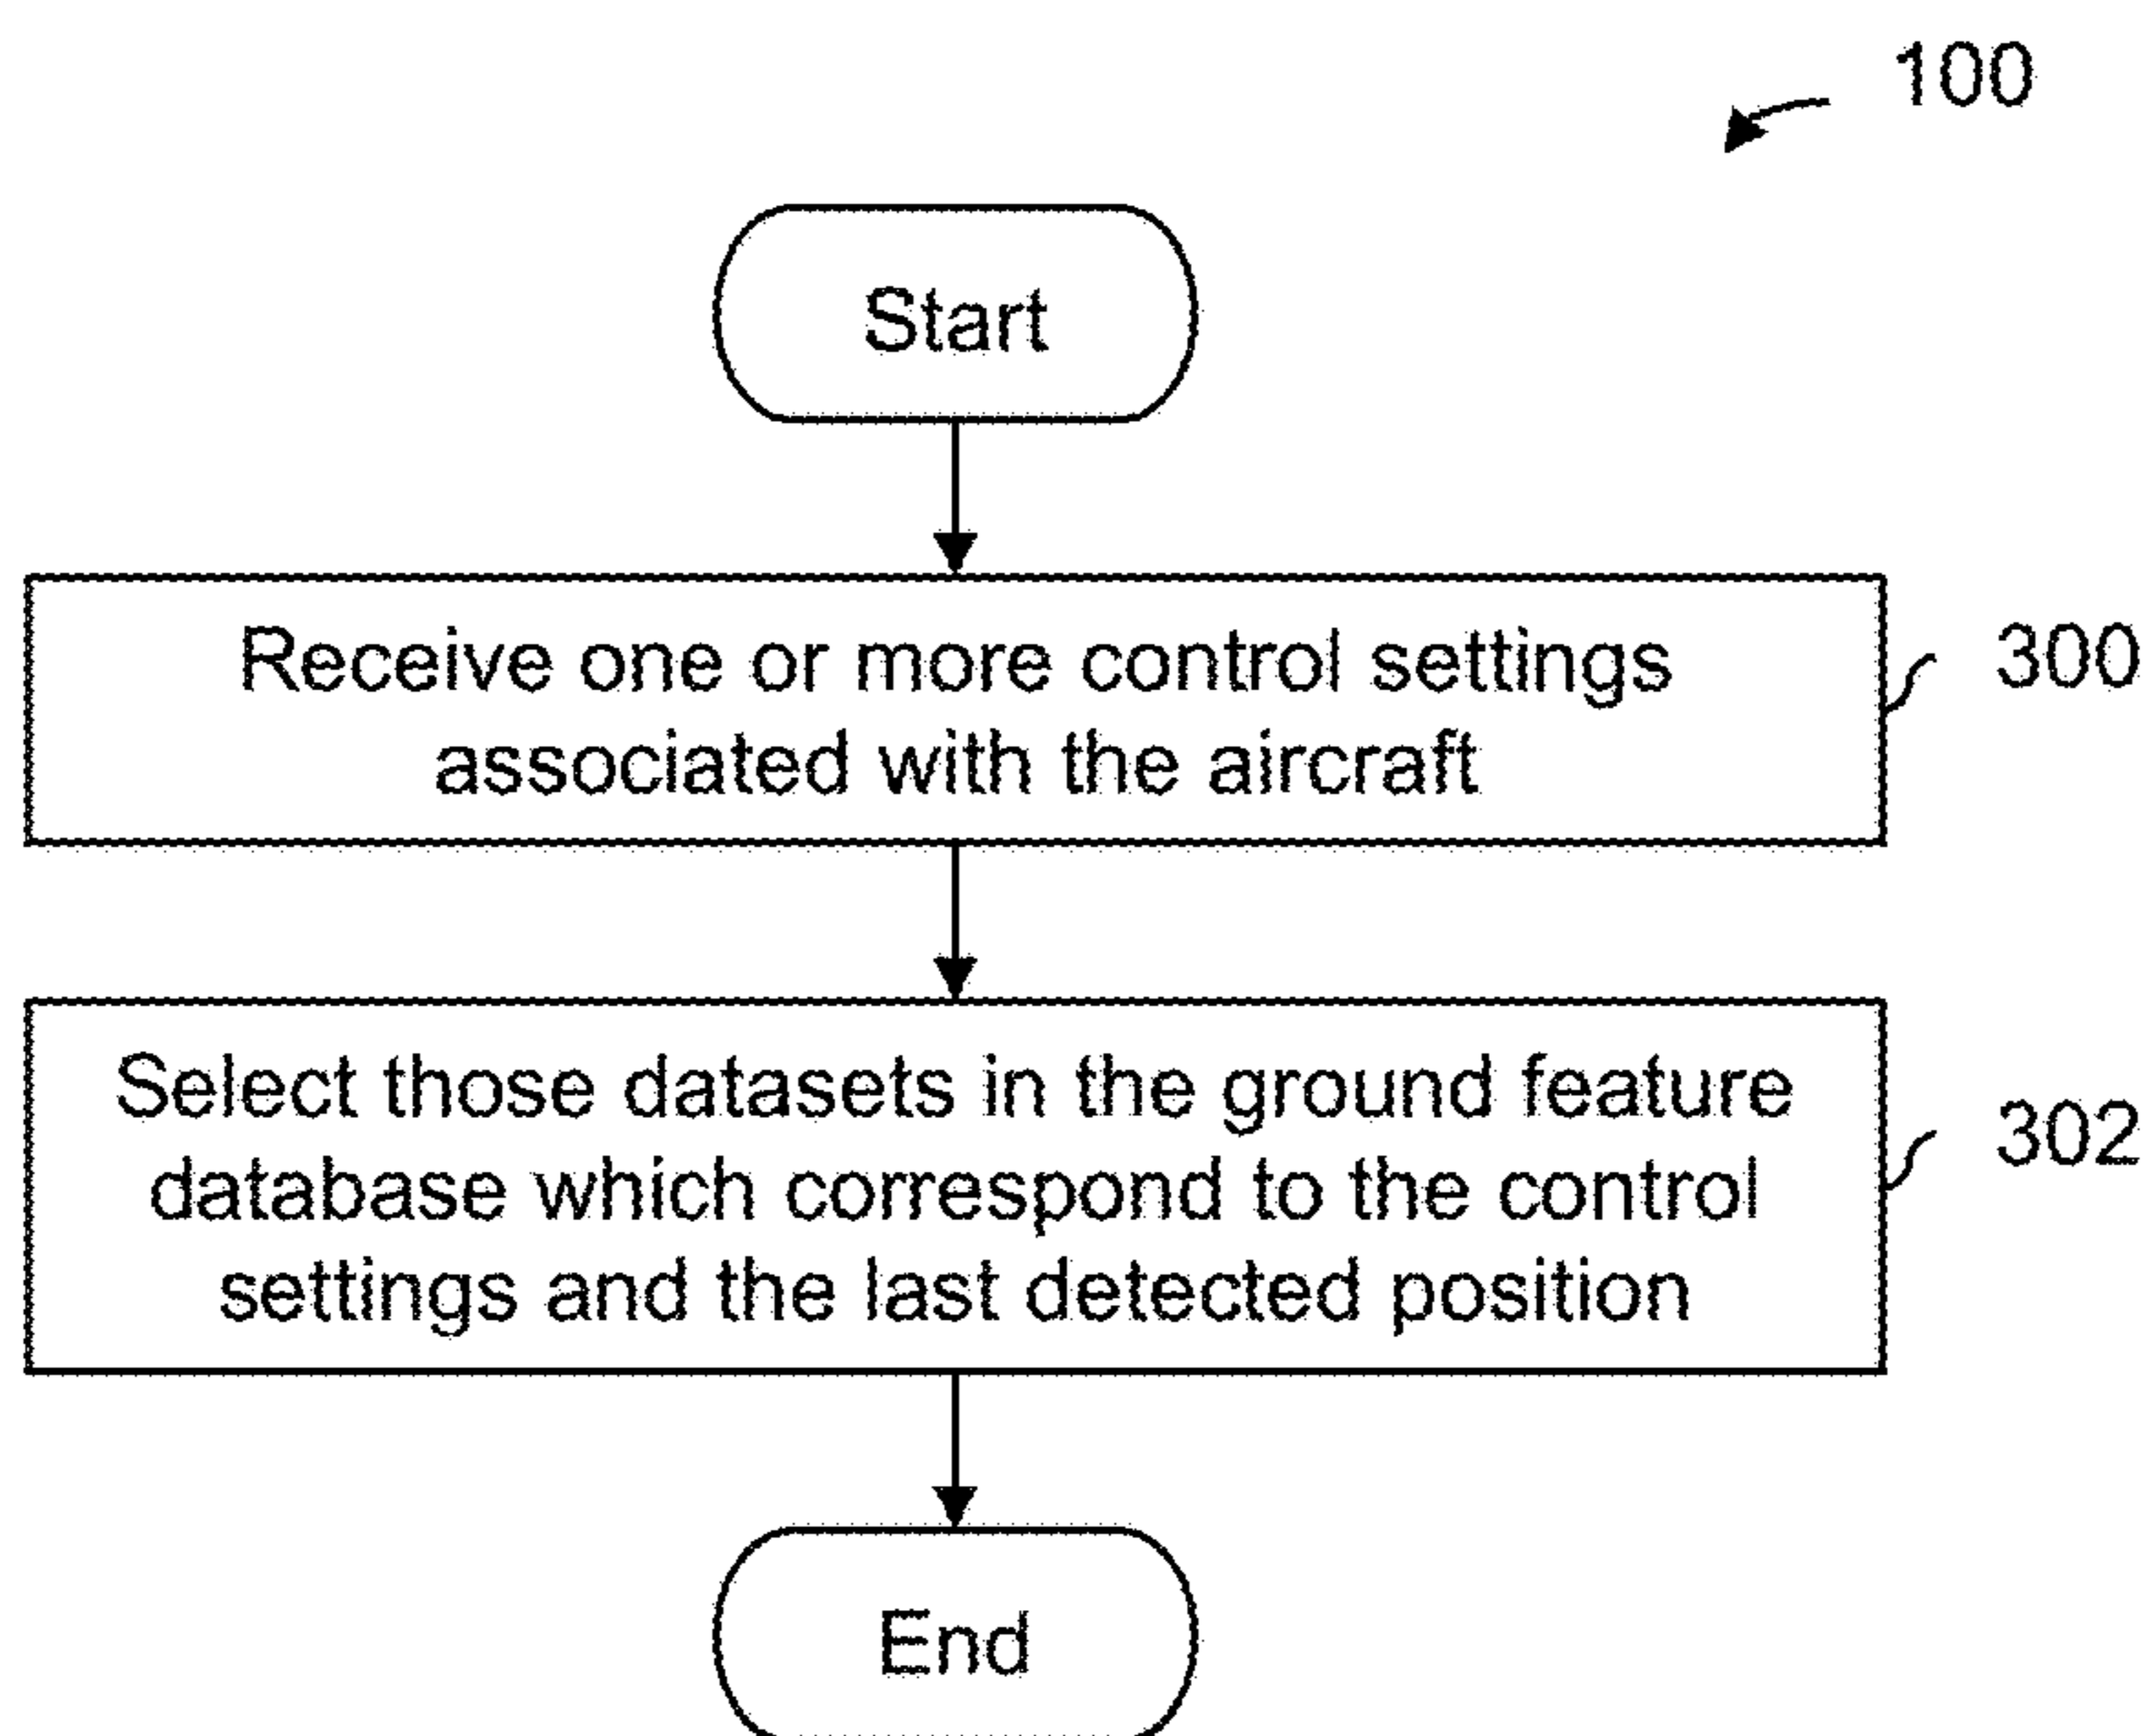 100
Start
Receive one or more control settings
associated with the aircraft
300
Select those datasets in the ground feature
database which correspond to the control
settings and the last detected position
302
End